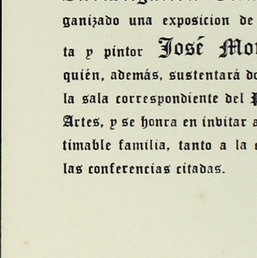 ganizado una exposicion de
ta y pintor José
quién, además, sustentará
la sala correspondiente del
Artes, y se honra en invitar a
timable familia, tanto a la
las conferencias citadas.